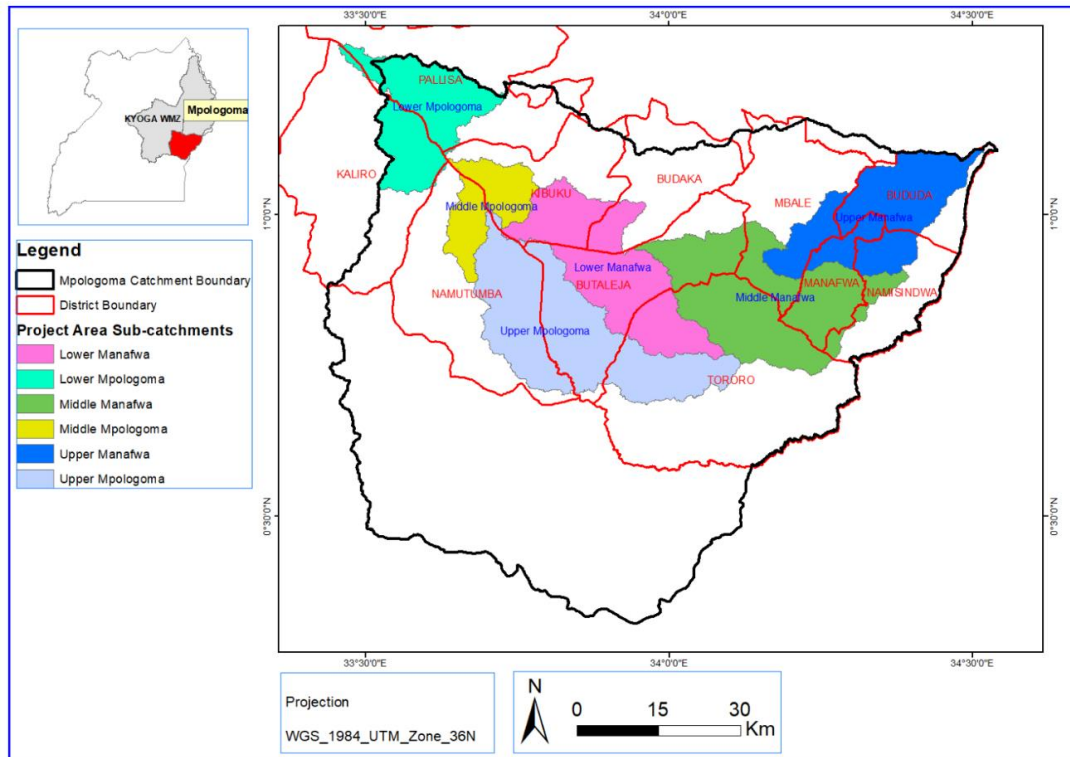 KYOGA WMZ
Mpologoma
Legend
Mpologoma Catchment Boundary
District Boundary
Project Area Sub-catchments
Lower Manafwa
Lower Mpologoma
Middle Manafwa
Middle Mpologoma
Upper Manafwa
Upper Mpologoma
33°30'0"E
34°0'0"E
34°30'0"E
PALLISA
Lower Mpologoma
KALIRO
BUDAKA
KIBUKU
Middle Mpologoma
MBALE
BUDUDA
Upper Manafwa
1°0'0"N
1°0'0"N
Lower Manafwa
BUTALEJA
NAMUTUMBA
Middle Manafwa
MANAFWA
NAMISINDWA
Upper Mpologoma
TORORO
0°30'0"N
0°30'0"N
33°30'0"E
34°0'0"E
34°30'0"E
Projection
WGS_1984_UTM_Zone_36N
N
0 15 30
Km